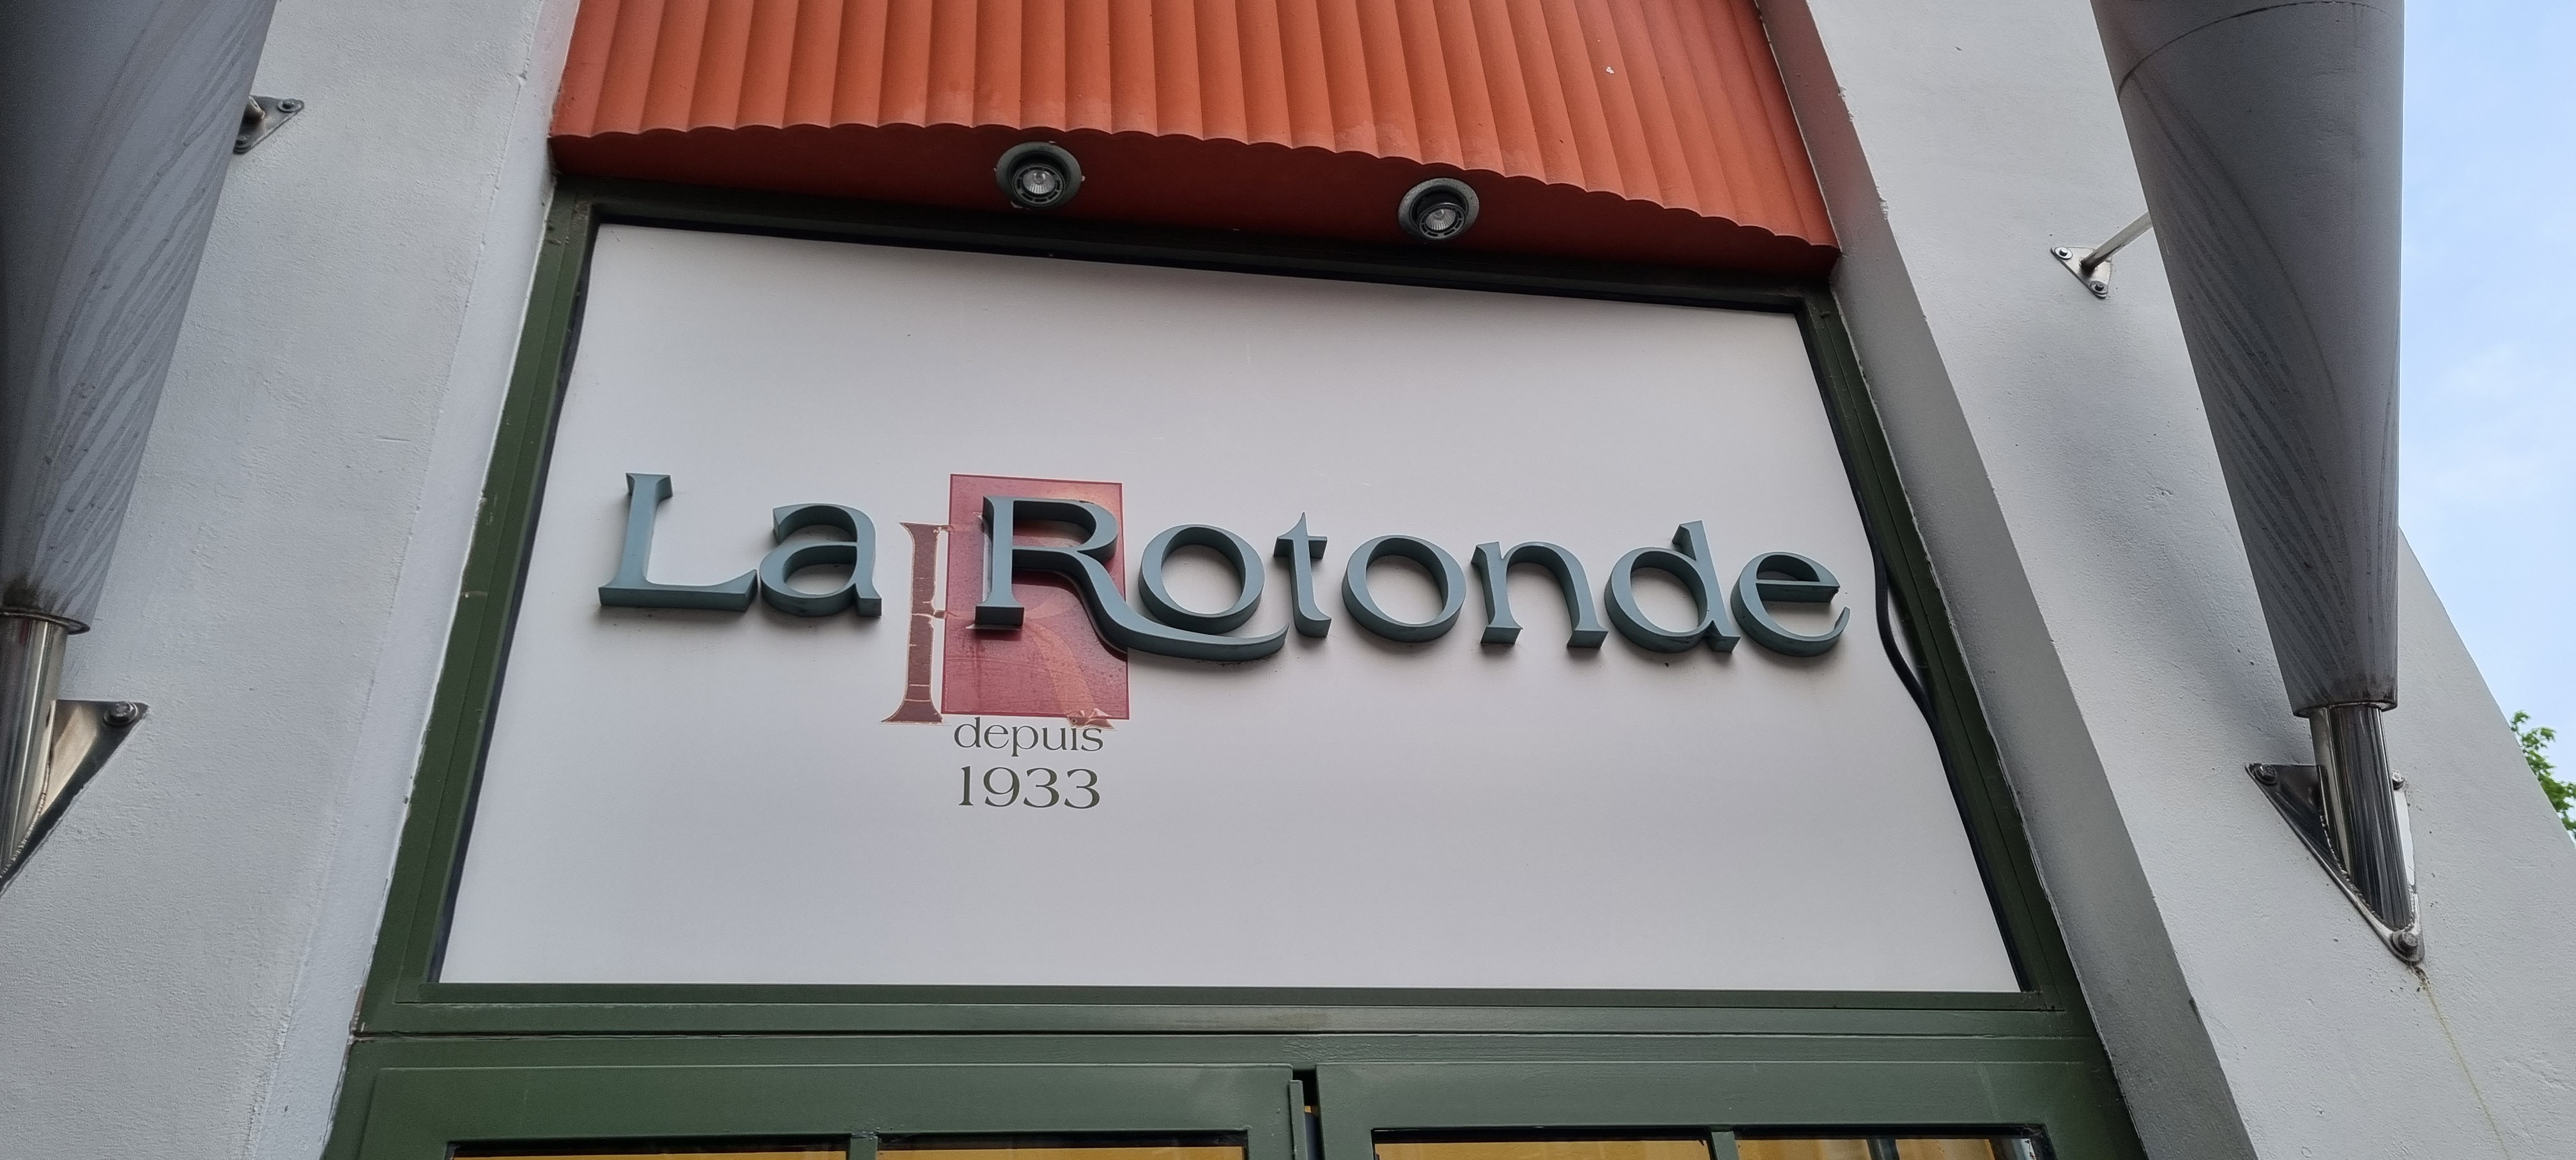 La Rotonde
R
depuis
1933